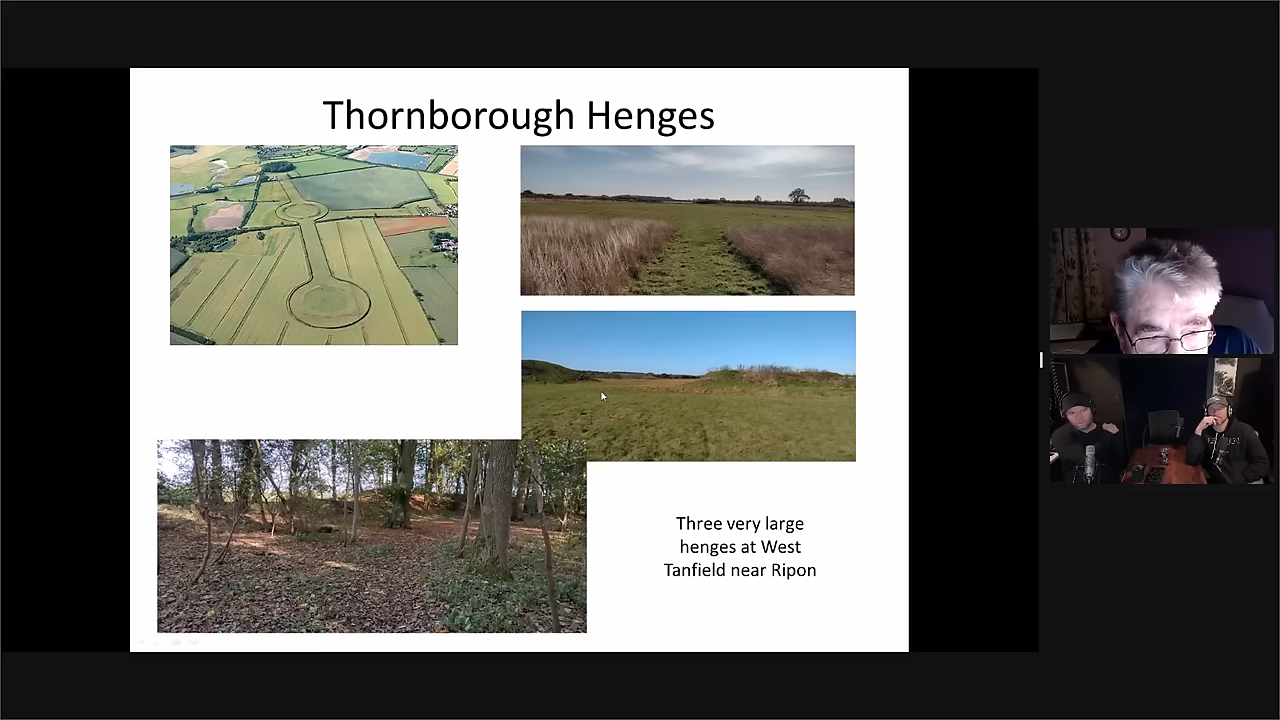 Thornborough Henges
Three very large
henges at West
Tanfield near Ripon